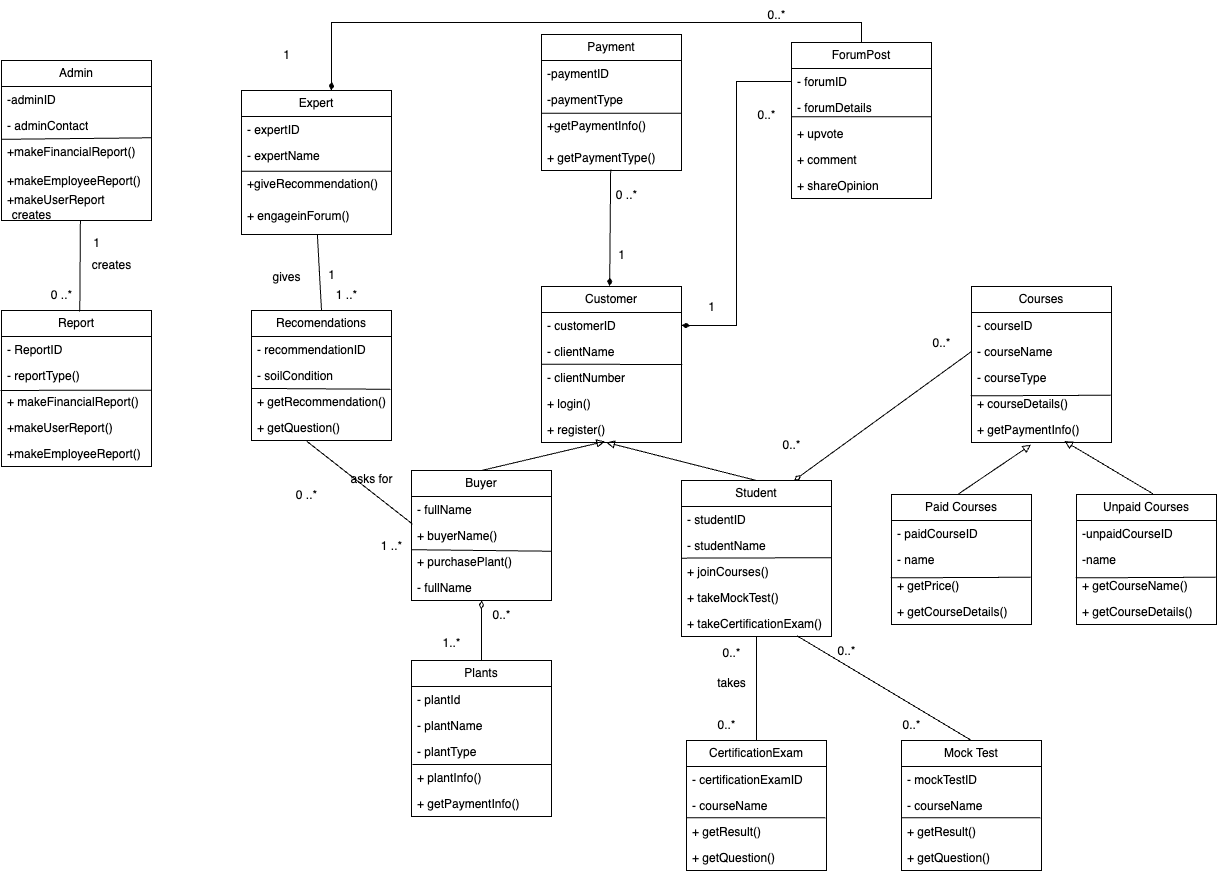 0..*
1
Admin
-adminID
- adminContact
+makeFinancialReport()
+makeEmployeeReport()
+makeUserReport
creates
1
creates
0 ..*
Report
- ReportID
- reportType()
+ makeFinancialReport()
+makeUserReport()
+makeEmployeeReport()
Expert
- expertID
- expertName
+giveRecommendation()
+ engageinForum()
gives
1
1 ..*
Recomendations
- recommendationID
- soilCondition
+ getRecommendation()
+ getQuestion()
asks for
0 ..*
1 ..*
Payment
-paymentID
-paymentType
+getPaymentInfo()
+ getPaymentType()
0 ..*
1
ForumPost
- forumID
- forumDetails
+ upvote
+ comment
+ shareOpinion
0..*
1
Customer
- customerID
- clientName
- clientNumber
+ login()
+ register()
Courses
- courseID
- courseName
- courseType
+ courseDetails()
+ getPaymentInfo()
0..*
0..*
Buyer
- fullName
+ buyerName()
+ purchasePlant()
- fullName
0..*
1..*
Plants
- plantId
- plantName
- plantType
+ plantInfo()
+ getPaymentInfo()
Student
- studentID
- studentName
+ joinCourses()
+ takeMockTest()
+ takeCertificationExam()
Paid Courses
- paidCourseID
- name
+ getPrice()
+ getCourseDetails()
Unpaid Courses
-unpaidCourseID
-name
+ getCourseName()
+ getCourseDetails()
0..*
takes
0..*
0..*
0..*
CertificationExam
- certificationExamID
- courseName
+ getResult()
+ getQuestion()
Mock Test
- mockTestID
- courseName
+ getResult()
+ getQuestion()